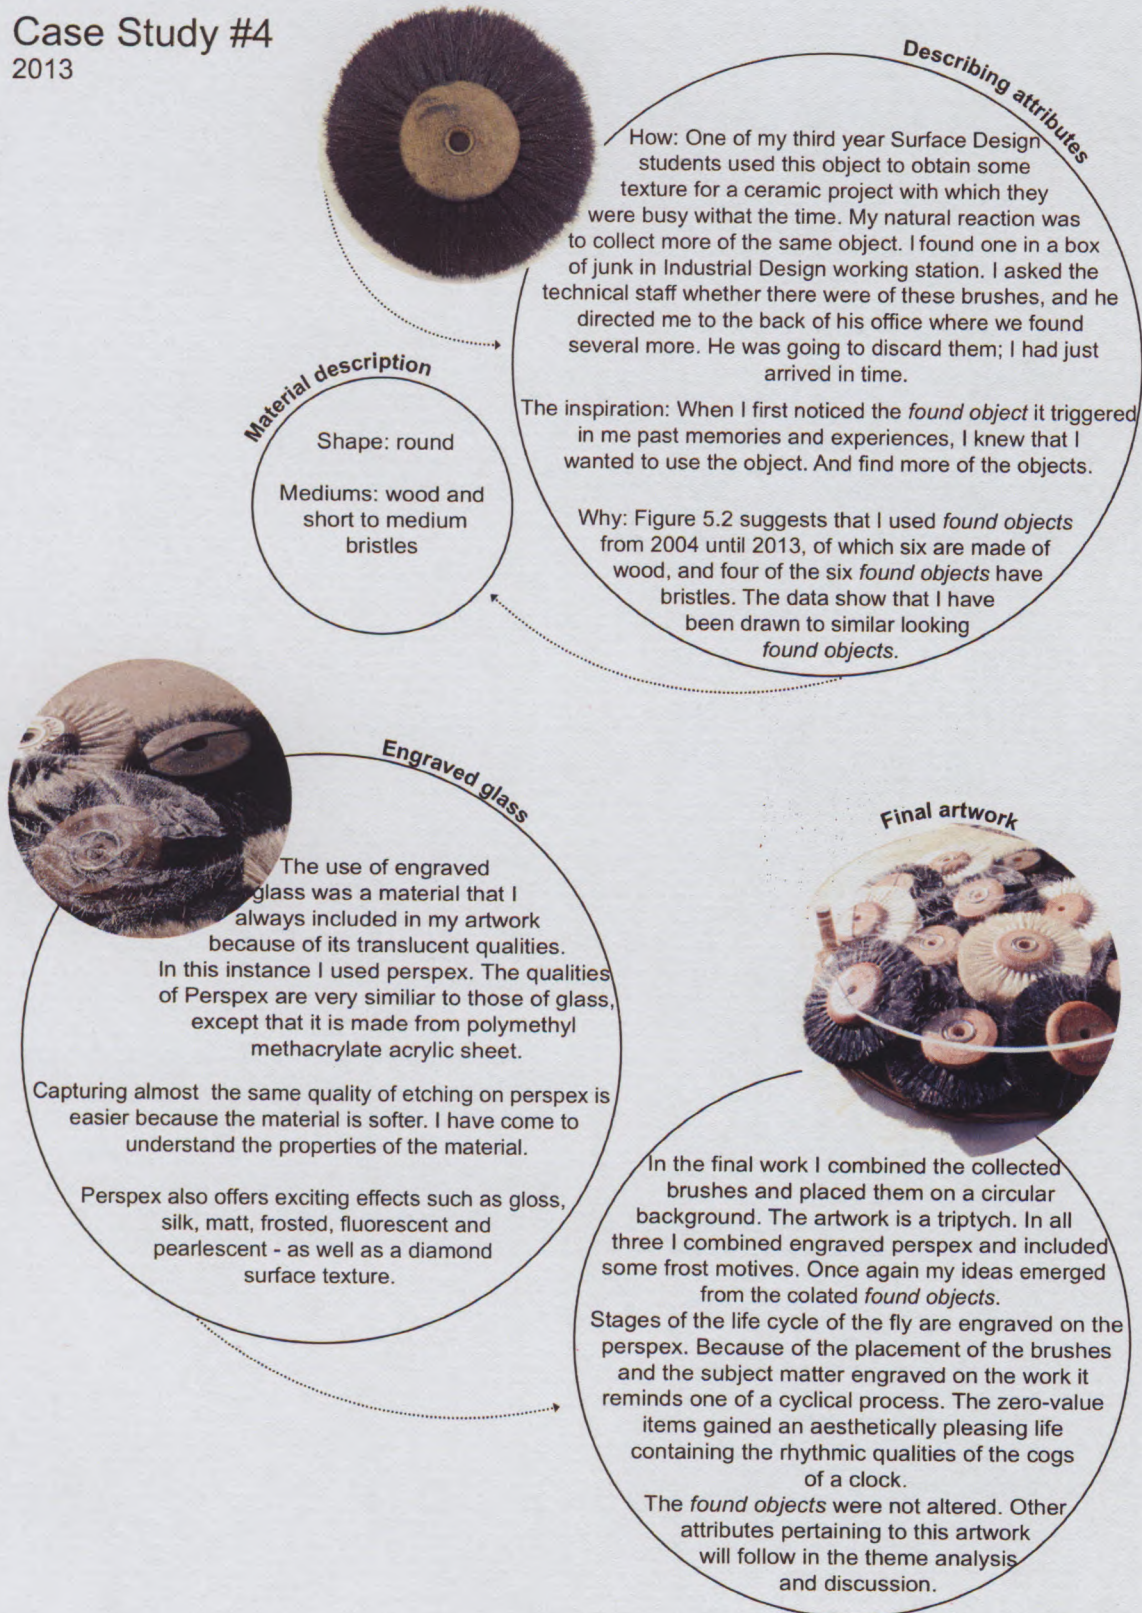 Case Study #4
2013
Describing attributes
How: One of my third year Surface Design
students used this object to obtain some
texture for a ceramic project with which they
were busy withat the time. My natural reaction was
to collect more of the same object. I found one in a box
of junk in Industrial Design working station. I asked the
technical staff whether there were of these brushes, and he
directed me to the back of his office where we found
several more. He was going to discard them; I had just
arrived in time.
The inspiration: When I first noticed the found object it triggered
in me past memories and experiences, I knew that I
wanted to use the object. And find more of the objects.
Why: Figure 5.2 suggests that I used found objects
from 2004 until 2013, of which six are made of
wood, and four of the six found objects have
bristles. The data show that I have
been drawn to similar looking
found objects.
Material description
Shape: round
Mediums: wood and
short to medium
bristles
Engraved glass
The use of engraved
glass was a material that I
always included in my artwork
because of its translucent qualities.
In this instance I used perspex. The qualities
of Perspex are very similiar to those of glass,
except that it is made from polymethyl
methacrylate acrylic sheet.
Capturing almost the same quality of etching on perspex is
easier because the material is softer. I have come to
understand the properties of the material.
Perspex also offers exciting effects such as gloss,
silk, matt, frosted, fluorescent and
pearlescent - as well as a diamond
surface texture.
Final artwork
In the final work I combined the collected
brushes and placed them on a circular
background. The artwork is a triptych. In all
three I combined engraved perspex and included
some frost motives. Once again my ideas emerged
from the colated found objects.
Stages of the life cycle of the fly are engraved on the
perspex. Because of the placement of the brushes
and the subject matter engraved on the work it
reminds one of a cyclical process. The zero-value
items gained an aesthetically pleasing life
containing the rhythmic qualities of the cogs
of a clock.
The found objects were not altered. Other
attributes pertaining to this artwork
will follow in the theme analysis
and discussion.